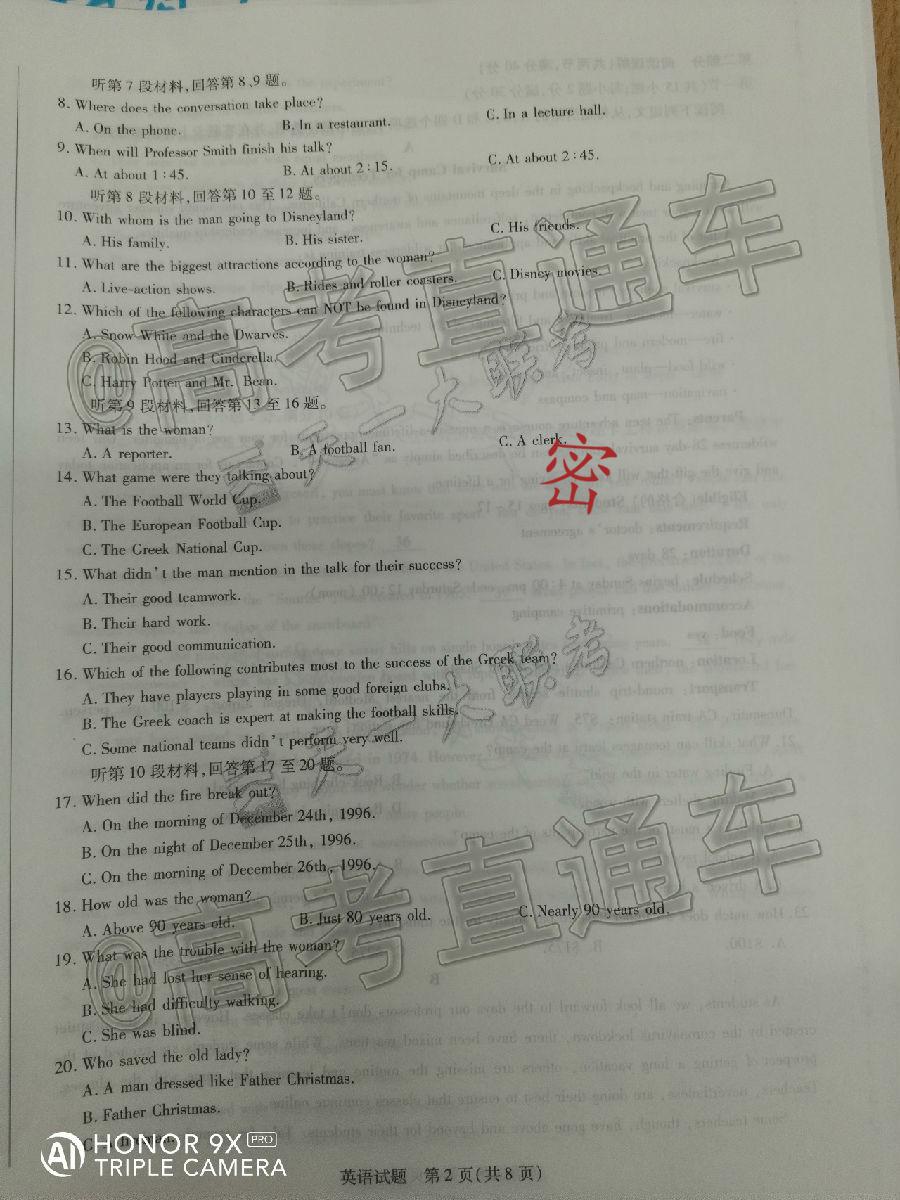 听第7段材料,回答第8、9题。
8. Where does the conversation take place?
A. On the phone. B. In a restaurant. C. In a lecture hall.
9. When will Professor Smith finish his talk?
A. At about 1:45. B. At about 2:15. C. At about 2:45.
听第8段材料,回答第10至12题。
10. With whom is the man going to Disneyland?
A. His family. B. His sister. C. His friends.
11. What are the biggest attractions according to the woman?
A. Live-action shows. B. Rides and roller coasters. C. Disney movies.
12. Which of the following characters can NOT be found in Disneyland?
A. Snow White and the Dwarves.
B. Robin Hood and Cinderella.
C. Harry Potter and Mr. Bean.
听第9段材料,回答第13至16题。
13. What is the woman?
A. A reporter. B. A football fan. C. A clerk.
14. What game were they talking about?
A. The Football World Cup.
B. The European Football Cup.
C. The Greek National Cup.
15. What didn't the man mention in the talk for their success?
A. Their good teamwork.
B. Their hard work.
C. Their good communication.
16. Which of the following contributes most to the success of the Greek team?
A. They have players playing in some good foreign clubs.
B. The Greek coach is expert at making the football skills.
C. Some national teams didn't perform very well.
听第10段材料,回答第17至20题。
17. When did the fire break out?
A. On the morning of December 24th, 1996.
B. On the night of December 25th, 1996.
C. On the morning of December 26th, 1996.
18. How old was the woman?
A. Above 90 years old. B. Just 80 years old. C. Nearly 90 years old.
19. What was the trouble with the woman?
A. She had lost her sense of hearing.
B. She had difficulty walking.
C. She was blind.
20. Who saved the old lady?
A. A man dressed like Father Christmas.
B. Father Christmas.
C.
英语试题 第2页(共8页)
@高考直通车
天一大联考
密
天一大联考
@高考直通车
AI HONOR 9X PRO
TRIPLE CAMERA